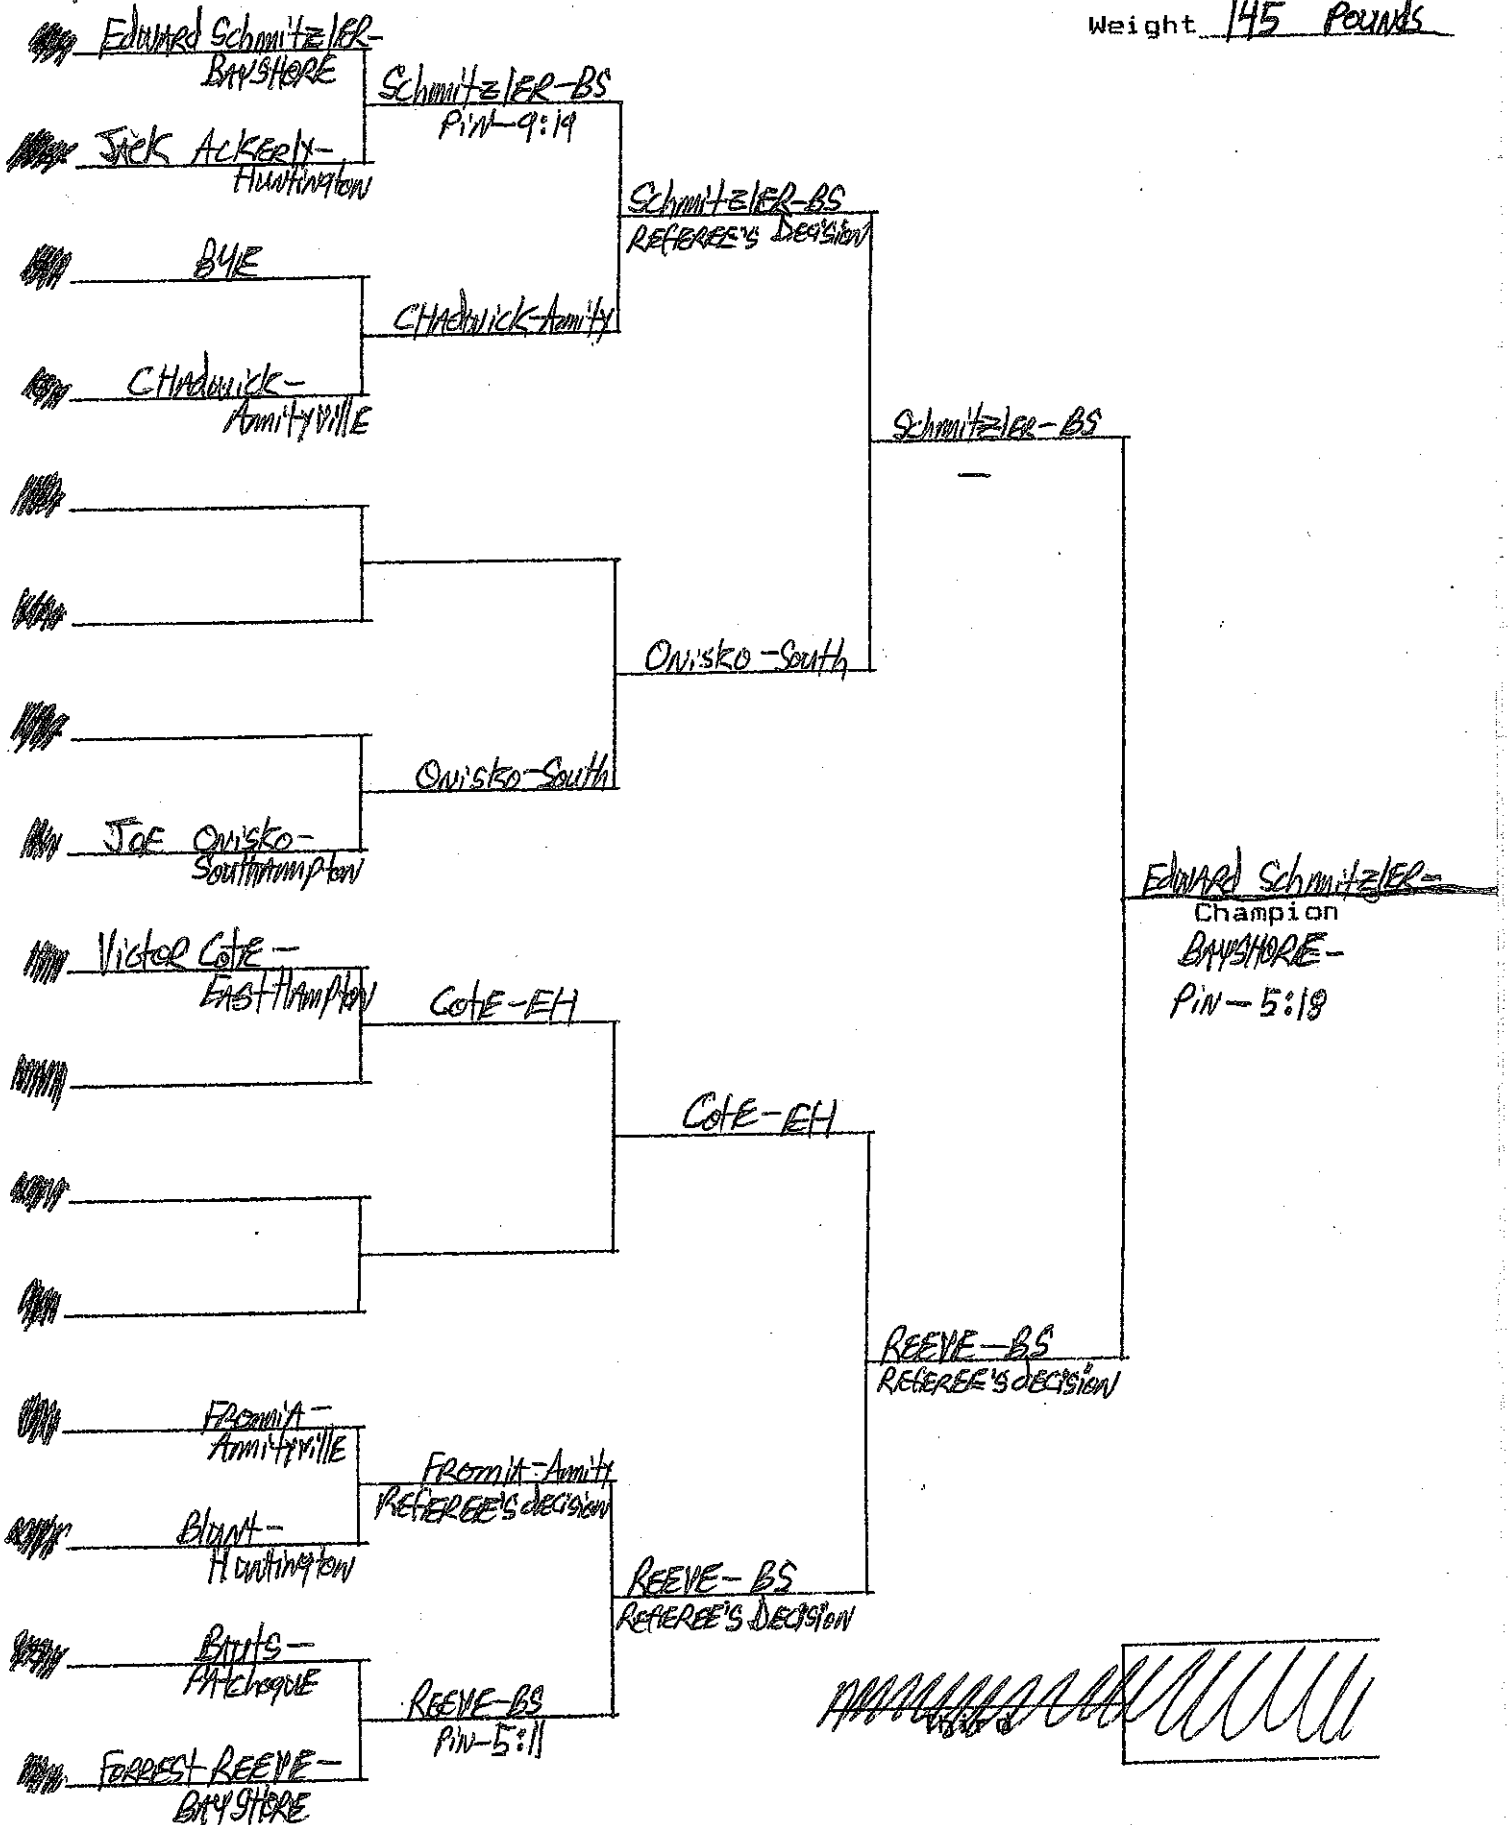 Weight 145 POUNDS
Edward Schmitzler-
BAYSHORE
Schmitzler-BS
Pin-9:19
Jack Ackerly-
Huntington
Schmitzler-BS
Referee's Decision
BYE
Chadwick-Amity
Chadwick-
Amityville
Schmitzler-BS
—
Onisko-South
Onisko-South
Joe Onisko-
Southampton
Edward Schmitzler-
Champion
BAYSHORE-
Pin-5:18
Victor Cote-
East Hampton
Cote-EH
Cote-EH
Reeve-BS
Referee's decision
Fromia-
Amityville
Fromia-Amity
Referee's decision
Blunt-
Huntington
Reeve-BS
Referee's Decision
Patchogue
Reeve-BS
Pin-5:11
Third
Forrest Reeve-
BAYSHORE